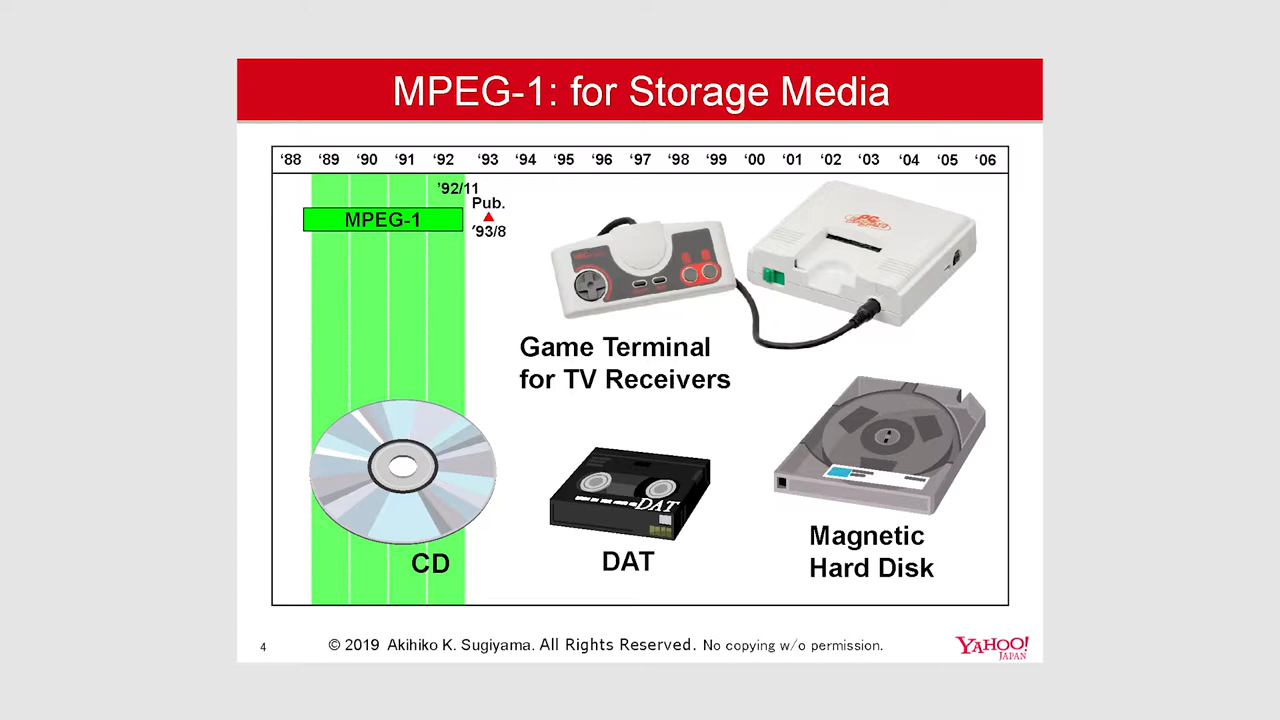 MPEG-1: for Storage Media
‘88 ‘89 ‘90 ‘91 ‘92 ‘93 ‘94 ‘95 ‘96 ‘97 ‘98 ‘99 ‘00 ‘01 ‘02 ‘03 ‘04 ‘05 ‘06
’92/11
Pub.
MPEG-1
’93/8
Game Terminal
for TV Receivers
DAT
CD
DAT
Magnetic
Hard Disk
4
© 2019 Akihiko K. Sugiyama. All Rights Reserved. No copying w/o permission.
YAHOO!
JAPAN